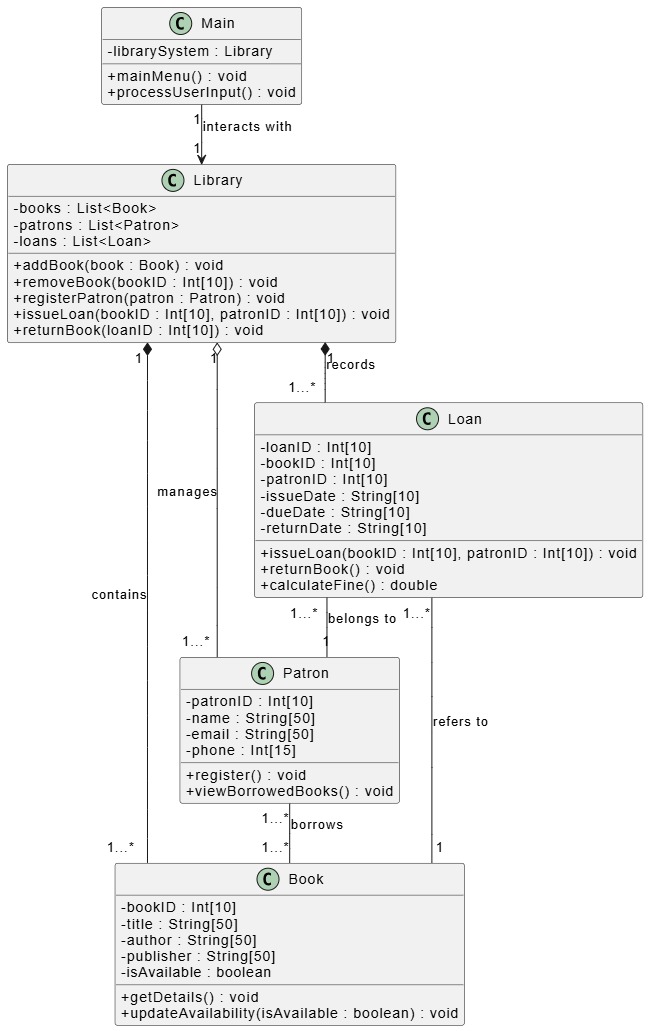 C Main
-librarySystem : Library
+mainMenu() : void
+processUserInput() : void
1
interacts with
1
C Library
-books : List<Book>
-patrons : List<Patron>
-loans : List<Loan>
+addBook(book : Book) : void
+removeBook(bookID : Int[10]) : void
+registerPatron(patron : Patron) : void
+issueLoan(bookID : Int[10], patronID : Int[10]) : void
+returnBook(loanID : Int[10]) : void
1
1
1
records
1...*
C Loan
-loanID : Int[10]
-bookID : Int[10]
-patronID : Int[10]
-issueDate : String[10]
-dueDate : String[10]
-returnDate : String[10]
+issueLoan(bookID : Int[10], patronID : Int[10]) : void
+returnBook() : void
+calculateFine() : double
manages
contains
1...*
belongs to
1...*
1...*
1
C Patron
-patronID : Int[10]
-name : String[50]
-email : String[50]
-phone : Int[15]
+register() : void
+viewBorrowedBooks() : void
refers to
1...*
borrows
1...*
1...*
1
C Book
-bookID : Int[10]
-title : String[50]
-author : String[50]
-publisher : String[50]
-isAvailable : boolean
+getDetails() : void
+updateAvailability(isAvailable : boolean) : void